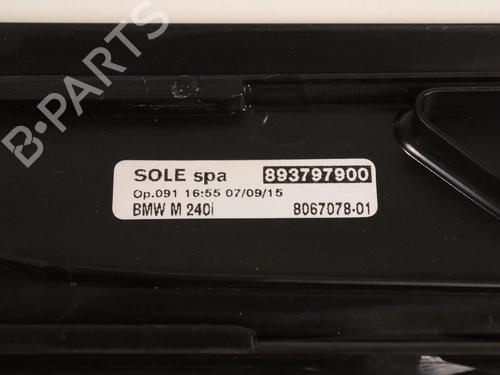 B-PARTS
SOLE spa 893797900
Op.091 16:55 07/09/15
BMW M 240i 8067078-01